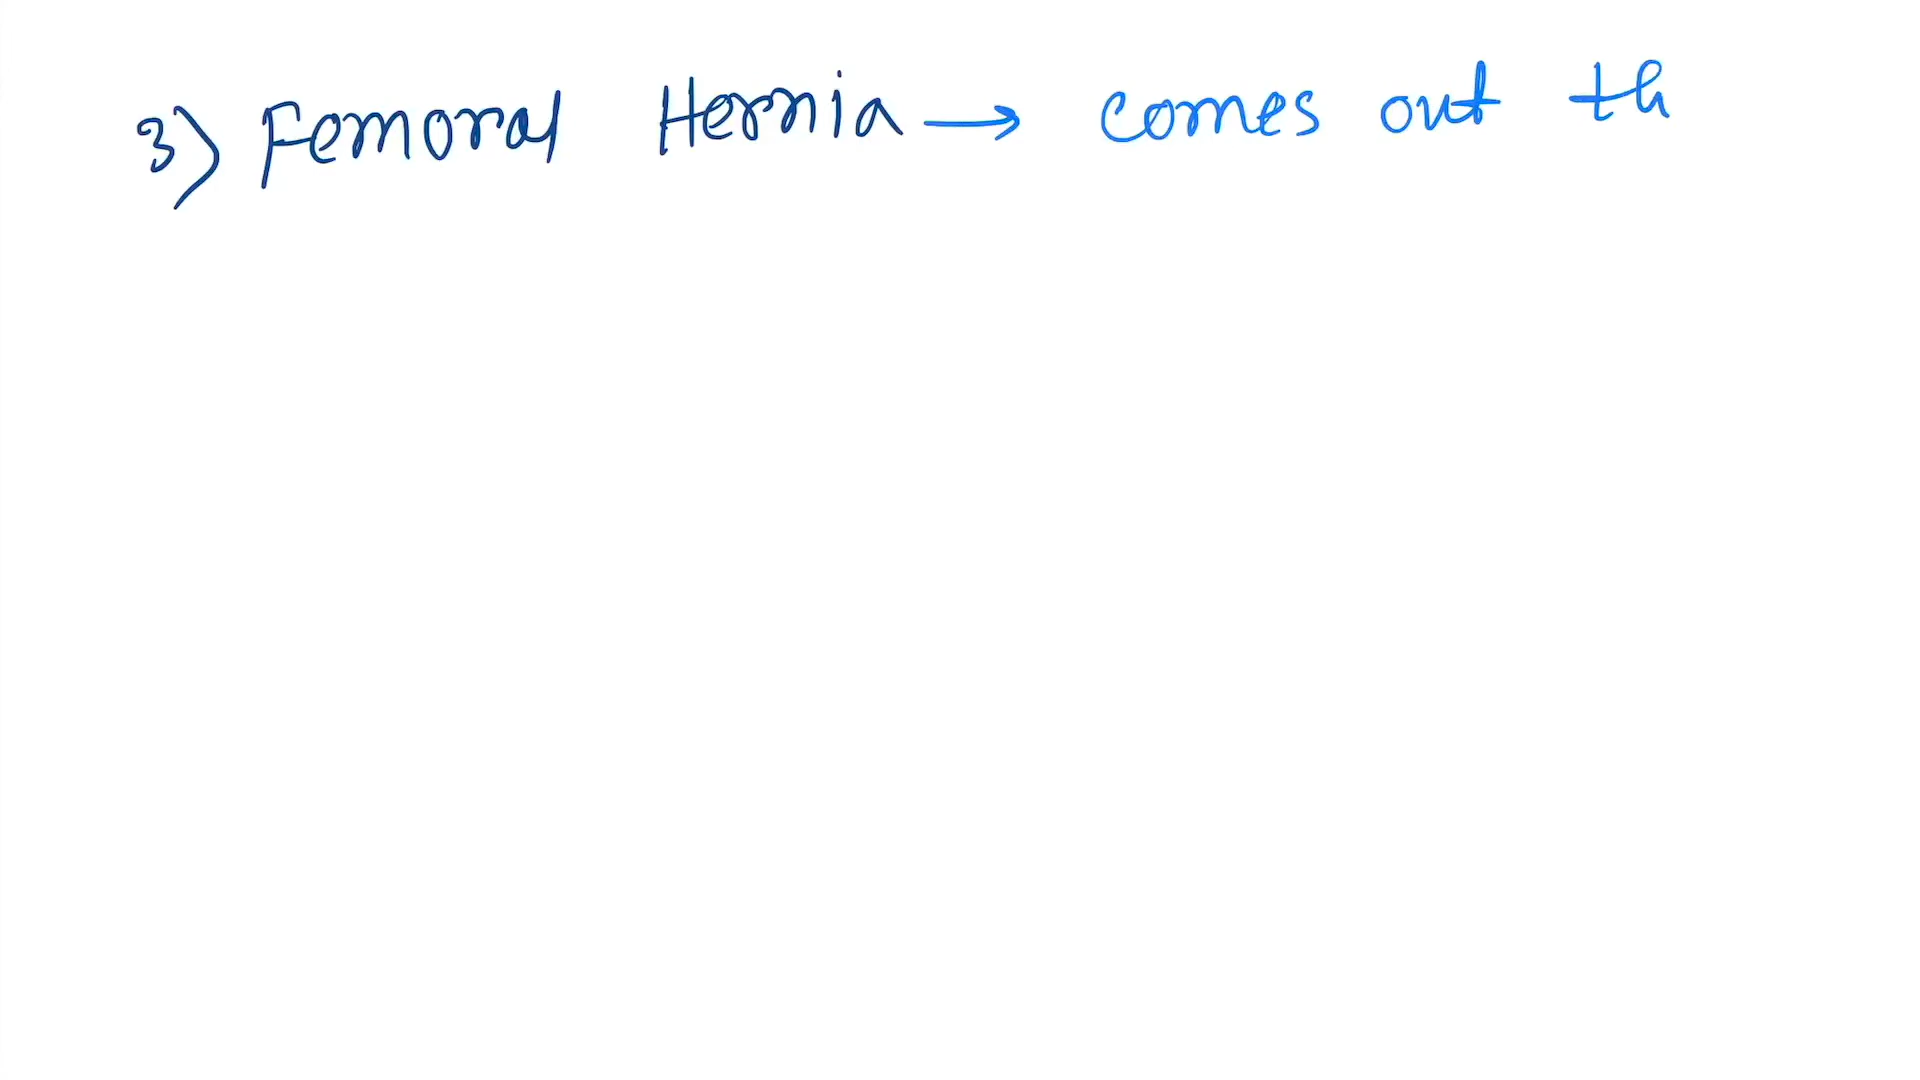 3) Femoral Hernia → comes out th